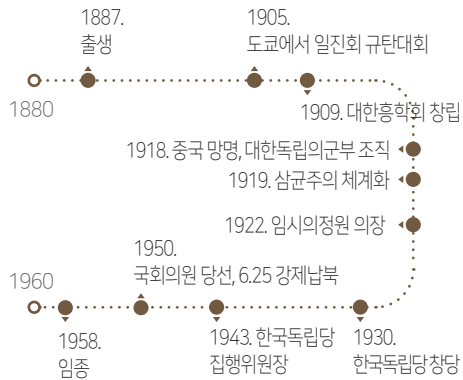 1887.
출생
1905.
도쿄에서 일진회 규탄대회
1880
1909. 대한흥학회 창립
1918. 중국 망명, 대한독립의군부 조직
1919. 삼균주의 체계화
1922. 임시의정원 의장
1950.
국회의원 당선, 6.25 강제납북
1960
1958.
임종
1943. 한국독립당
집행위원장
1930.
한국독립당 창당